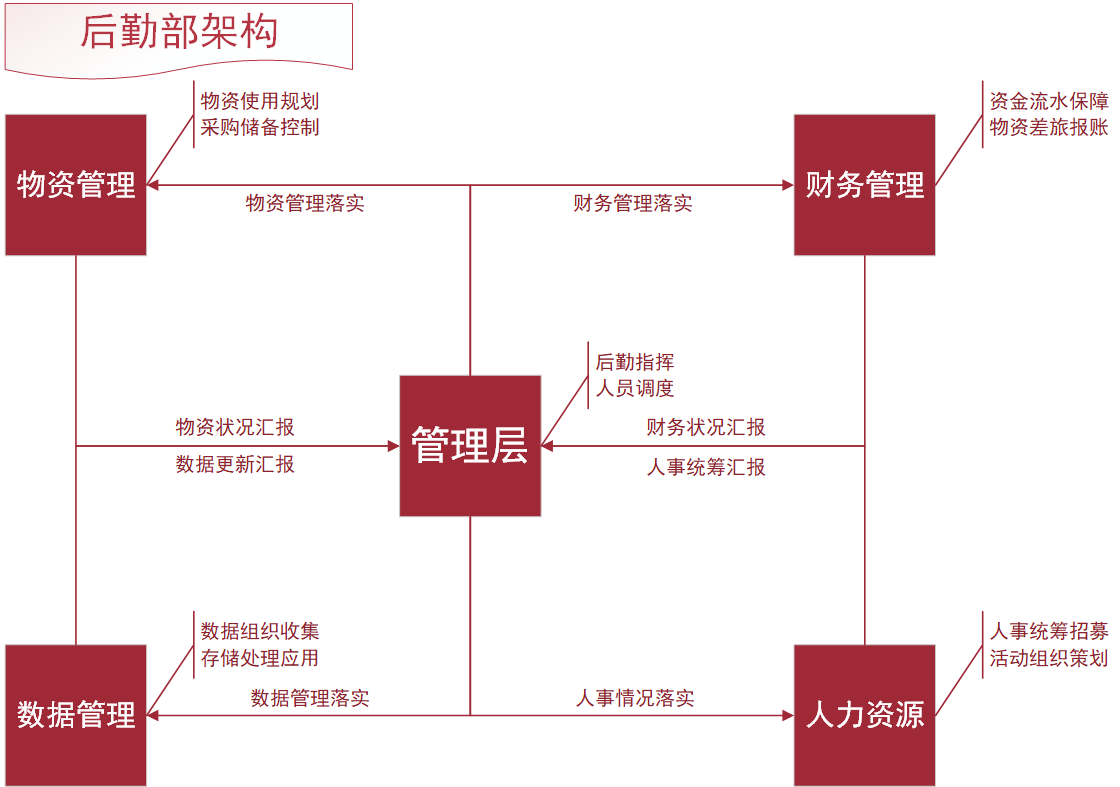 后勤部架构
物资使用规划
采购储备控制
资金流水保障
物资差旅报账
物资管理
财务管理
物资管理落实
财务管理落实
后勤指挥
人员调度
物资状况汇报
财务状况汇报
管理层
数据更新汇报
人事统筹汇报
数据组织收集
存储处理应用
人事统筹招募
活动组织策划
数据管理落实
人事情况落实
数据管理
人力资源